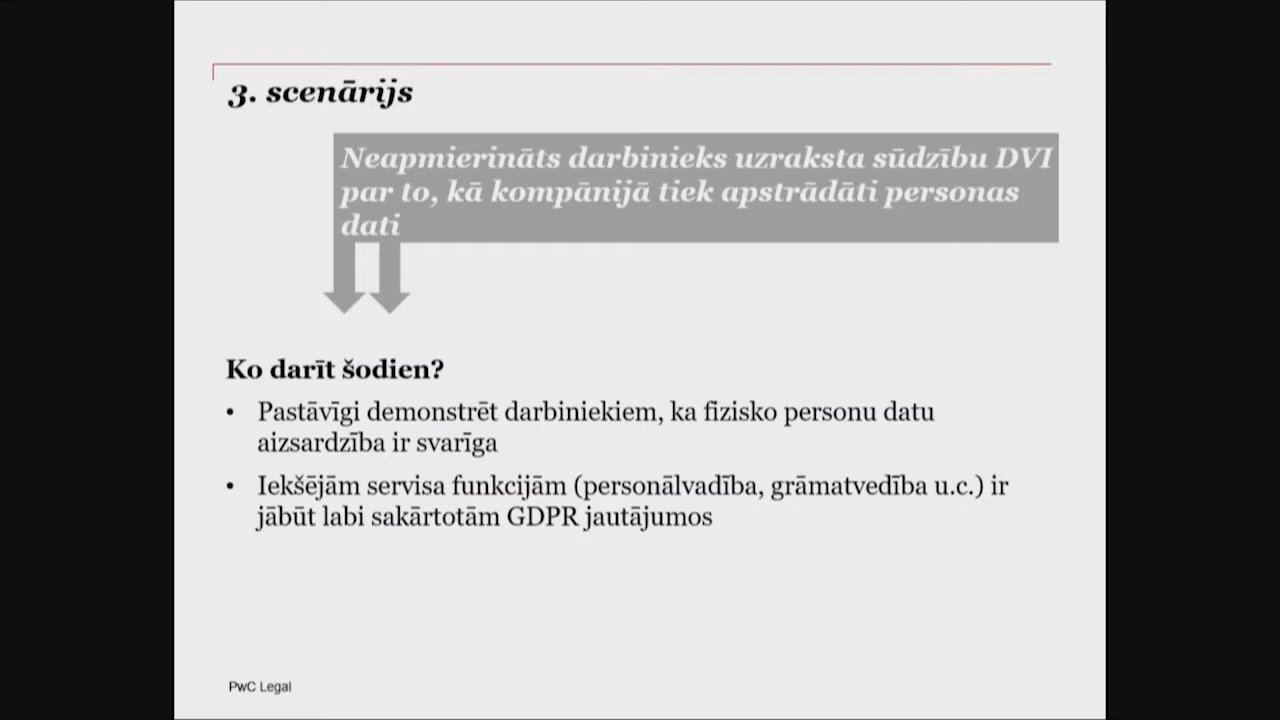 3. scenārijs
Neapmierināts darbinieks uzraksta sūdzību DVI
par to, kā kompānijā tiek apstrādāti personas
dati
Ko darīt šodien?
• Pastāvīgi demonstrēt darbiniekiem, ka fizisko personu datu
aizsardzība ir svarīga
• Iekšējām servisa funkcijām (personālvadība, grāmatvedība u.c.) ir
jābūt labi sakārtotām GDPR jautājumos
PwC Legal